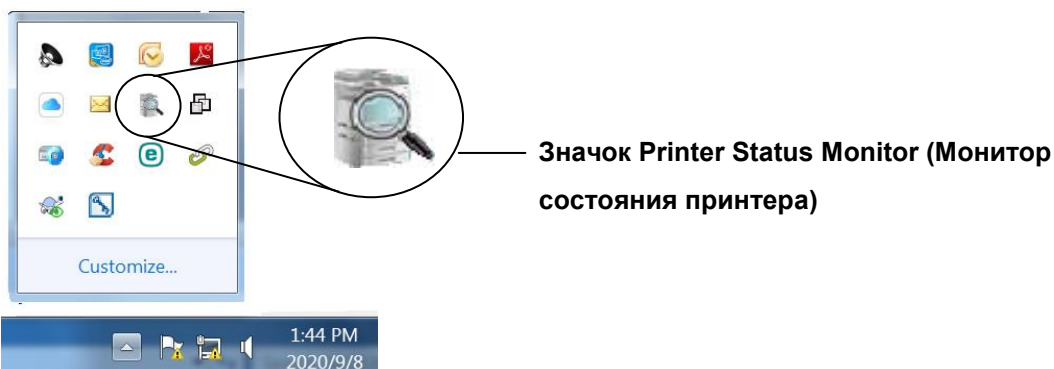 Значок Printer Status Monitor (Монитор
состояния принтера)
Customize...
1:44 PM
2020/9/8